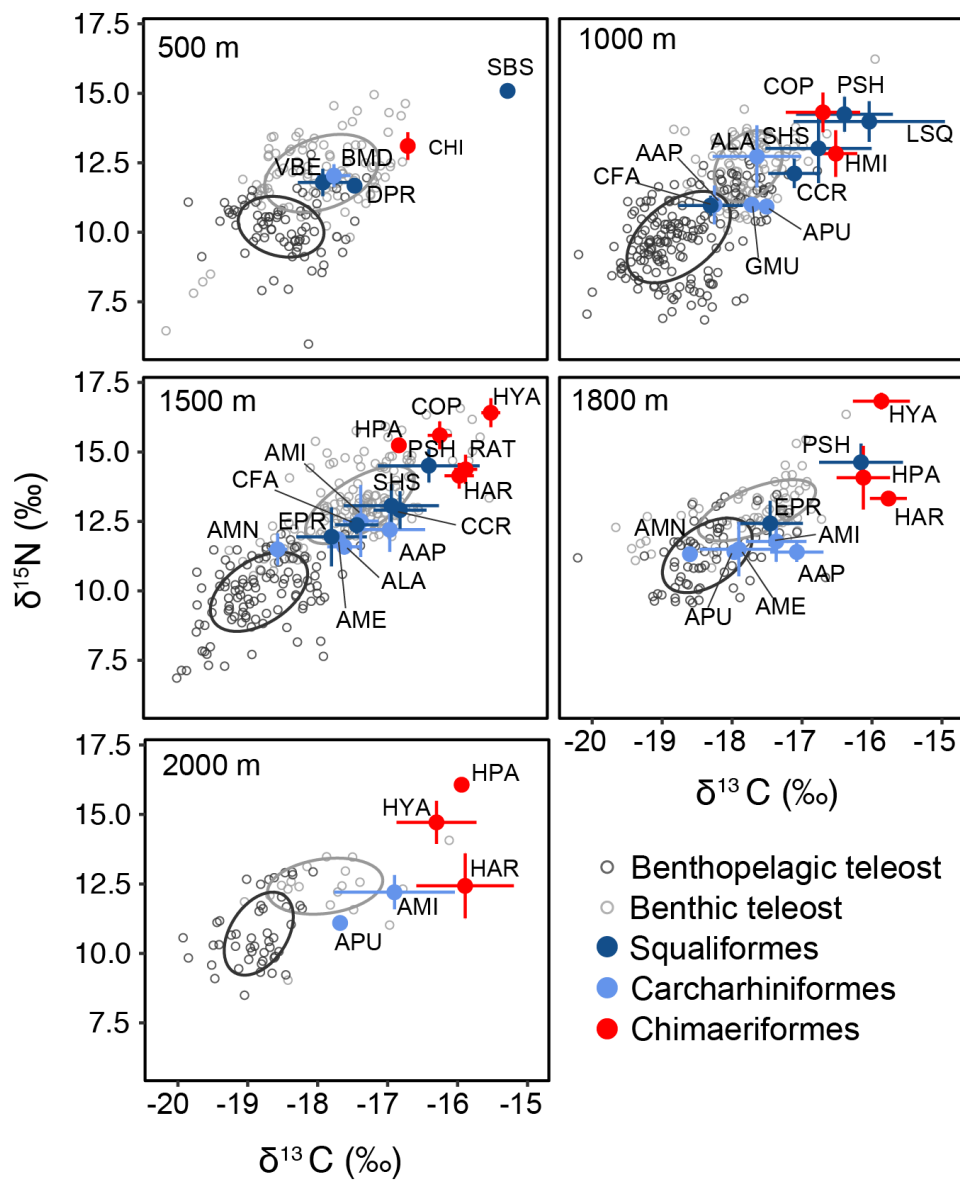 17.5
15.0
12.5
10.0
7.5
500 m
SBS
CHI
VBE
BMD
DPR
1000 m
COP
PSH
LSQ
ALA
SHS
HMI
AAP
CCR
CFA
APU
GMU
17.5
15.0
12.5
10.0
7.5
δ15N (‰)
1500 m
HYA
COP
HPA
PSH
RAT
AMI
HAR
CFA
SHS
EPR
AMN
CCR
AAP
ALA
AME
1800 m
HYA
PSH
HPA
EPR
HAR
AMN
AMI
AAP
APU
AME
-20 -19 -18 -17 -16 -15
δ13 C (‰)
17.5
15.0
12.5
10.0
7.5
2000 m
HPA
HYA
HAR
AMI
APU
-20 -19 -18 -17 -16 -15
δ13 C (‰)
Benthopelagic teleost
Benthic teleost
Squaliformes
Carcharhiniformes
Chimaeriformes